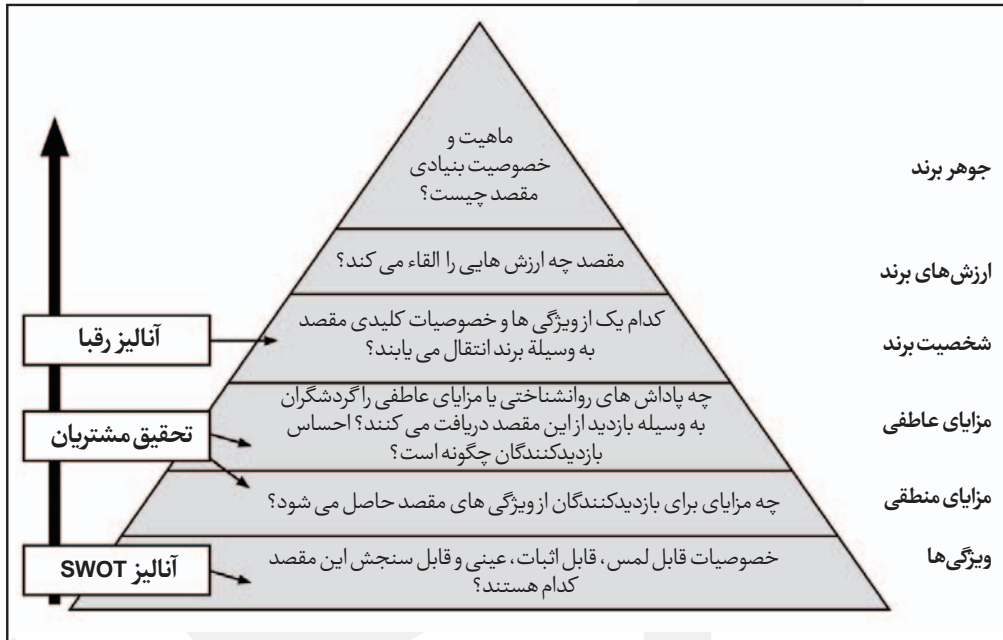 ماهیت و
خصوصیت بنیادی
مقصد چیست؟
جوهر برند
مقصد چه ارزش هایی را القاء می کند؟
ارزش‌های برند
کدام یک از ویژگی ها و خصوصیات کلیدی مقصد
به وسیلة برند انتقال می یابند؟
شخصیت برند
آنالیز رقبا
چه پاداش های روانشناختی یا مزایای عاطفی را گردشگران
به وسیله بازدید از این مقصد دریافت می کنند؟ احساس
بازدیدکنندگان چگونه است؟
مزایای عاطفی
تحقیق مشتریان
چه مزایای برای بازدیدکنندگان از ویژگی های مقصد حاصل می شود؟
مزایای منطقی
خصوصیات قابل لمس، قابل اثبات، عینی و قابل سنجش این مقصد
کدام هستند؟
ویژگی‌ها
آنالیز SWOT